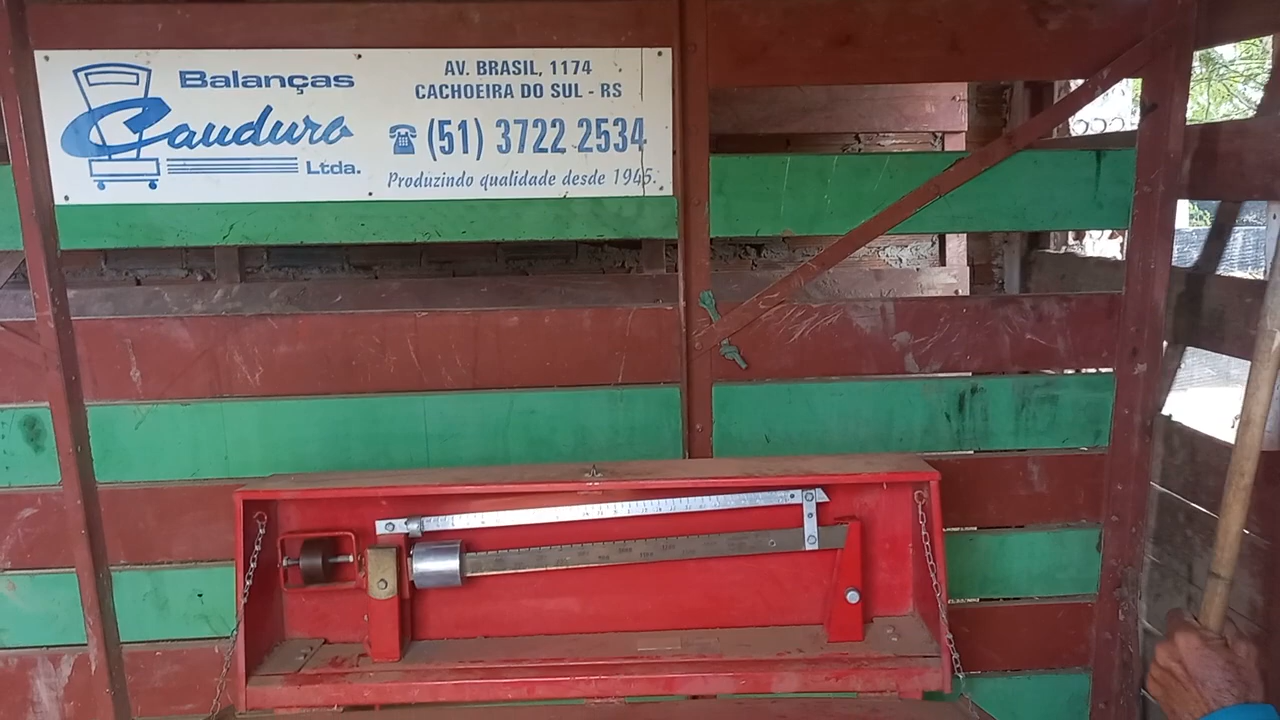 Balanças
Cauduro
Ltda.
AV. BRASIL, 1174
CACHOEIRA DO SUL - RS
(51) 3722 2534
Produzindo qualidade desde 1945.